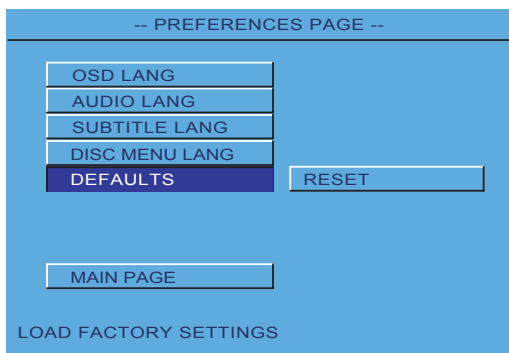 -- PREFERENCES PAGE --
OSD LANG
AUDIO LANG
SUBTITLE LANG
DISC MENU LANG
DEFAULTS RESET
MAIN PAGE
LOAD FACTORY SETTINGS